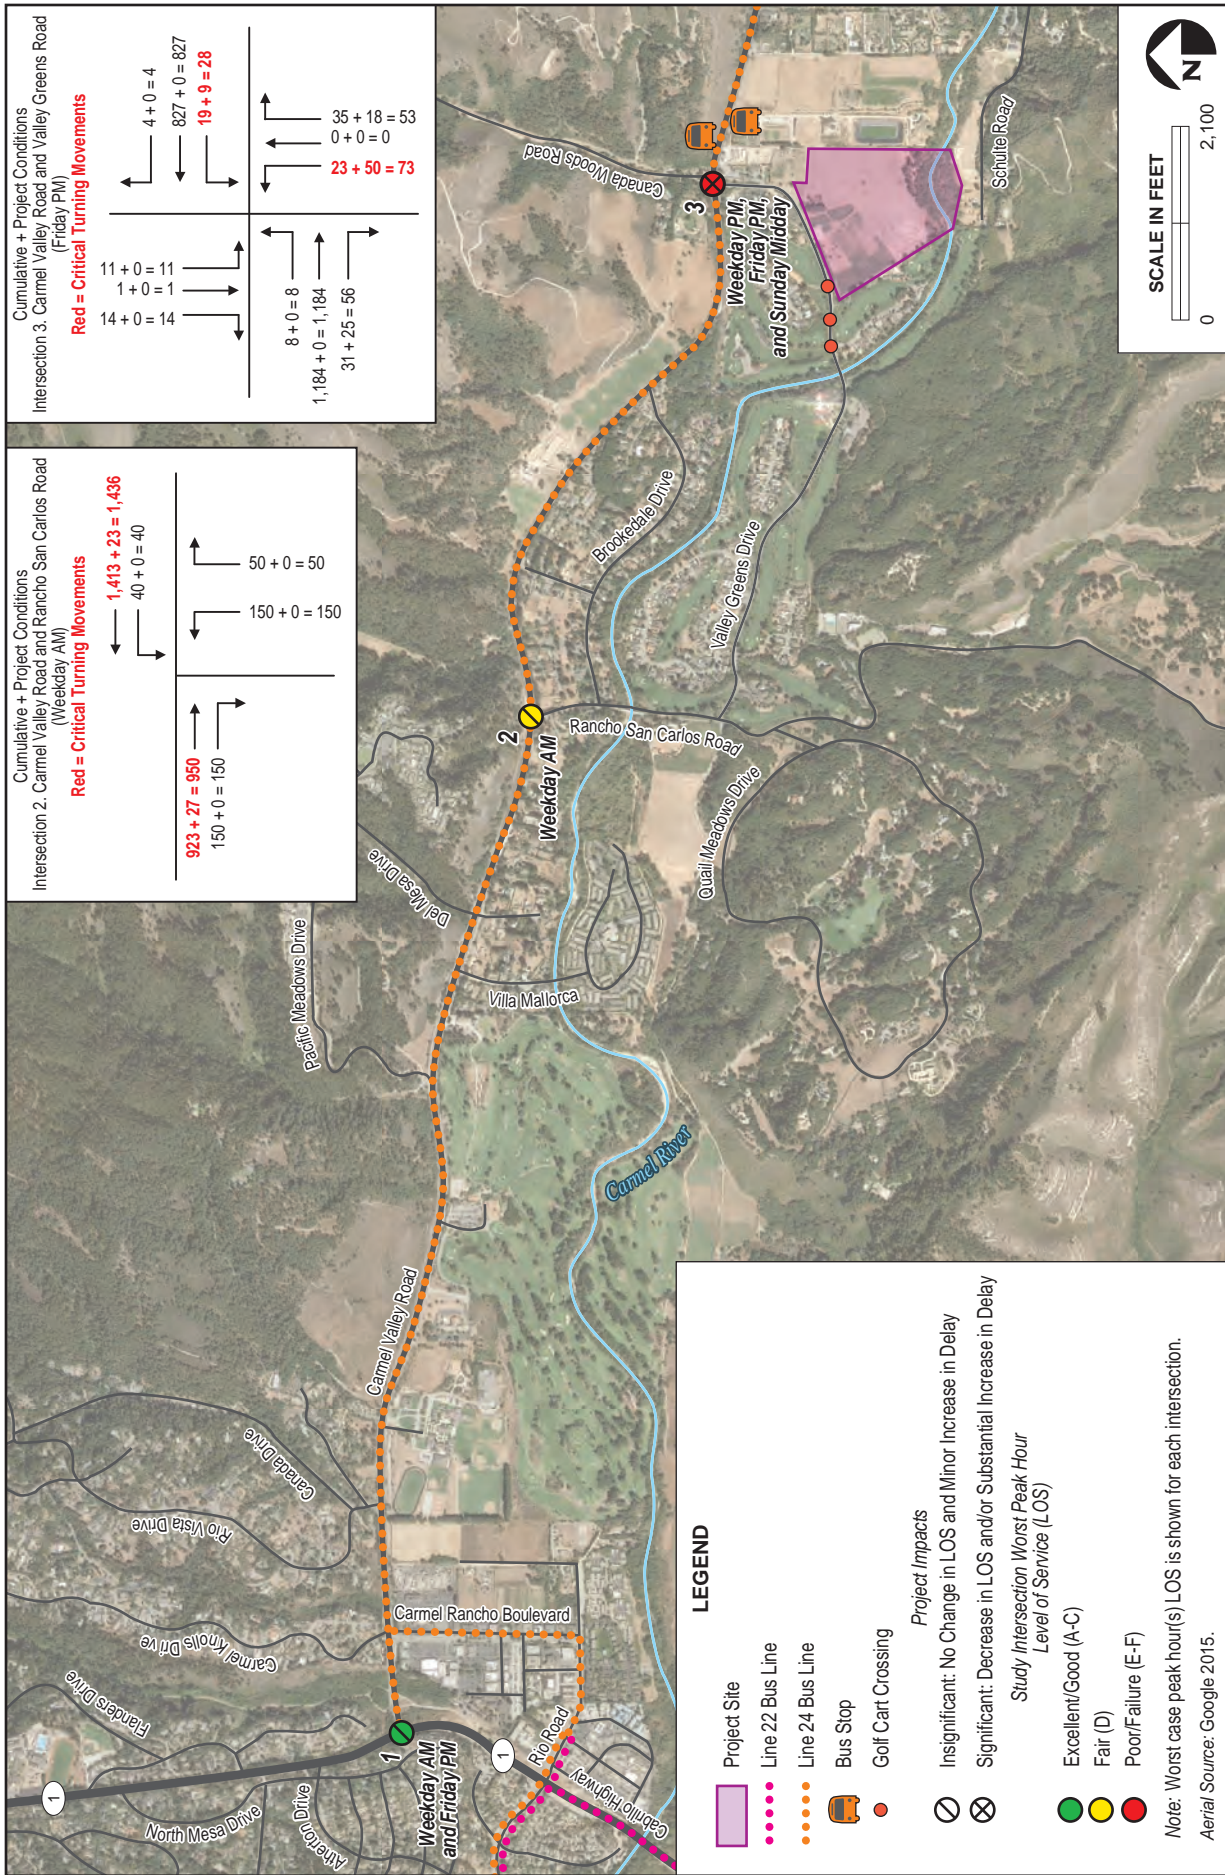 Cumulative + Project Conditions
Intersection 2. Carmel Valley Road and Rancho San Carlos Road
(Weekday AM)
Red = Critical Turning Movements
1,413 + 23 = 1,436
40 + 0 = 40
923 + 27 = 950
150 + 0 = 150
150 + 0 = 150
50 + 0 = 50
Cumulative + Project Conditions
Intersection 3. Carmel Valley Road and Valley Greens Road
(Friday PM)
Red = Critical Turning Movements
14 + 0 = 14
1 + 0 = 1
11 + 0 = 11
4 + 0 = 4
827 + 0 = 827
19 + 9 = 28
8 + 0 = 8
1,184 + 0 = 1,184
31 + 25 = 56
23 + 50 = 73
0 + 0 = 0
35 + 18 = 53
1
Flanders Drive
Carmel Knolls Drive
Rio Vista Drive
Canada Drive
Pacific Meadows Drive
Del Mesa Drive
Canada Woods Road
North Mesa Drive
Atherton Drive
1
Weekday AM
and Friday PM
1
Rio Road
Cabrilo Highway
Carmel Rancho Boulevard
Carmel Valley Road
Villa Mallorca
Carmel River
2
Weekday AM
Rancho San Carlos Road
Quail Meadows Drive
Brookedale Drive
Valley Greens Drive
3
Weekday PM,
Friday PM,
and Sunday Midday
Schulte Road
LEGEND
Project Site
Line 22 Bus Line
Line 24 Bus Line
Bus Stop
Golf Cart Crossing
Project Impacts
Insignificant: No Change in LOS and Minor Increase in Delay
Significant: Decrease in LOS and/or Substantial Increase in Delay
Study Intersection Worst Peak Hour
Level of Service (LOS)
Excellent/Good (A-C)
Fair (D)
Poor/Failure (E-F)
Note: Worst case peak hour(s) LOS is shown for each intersection.
Aerial Source: Google 2015.
N
SCALE IN FEET
0 2,100